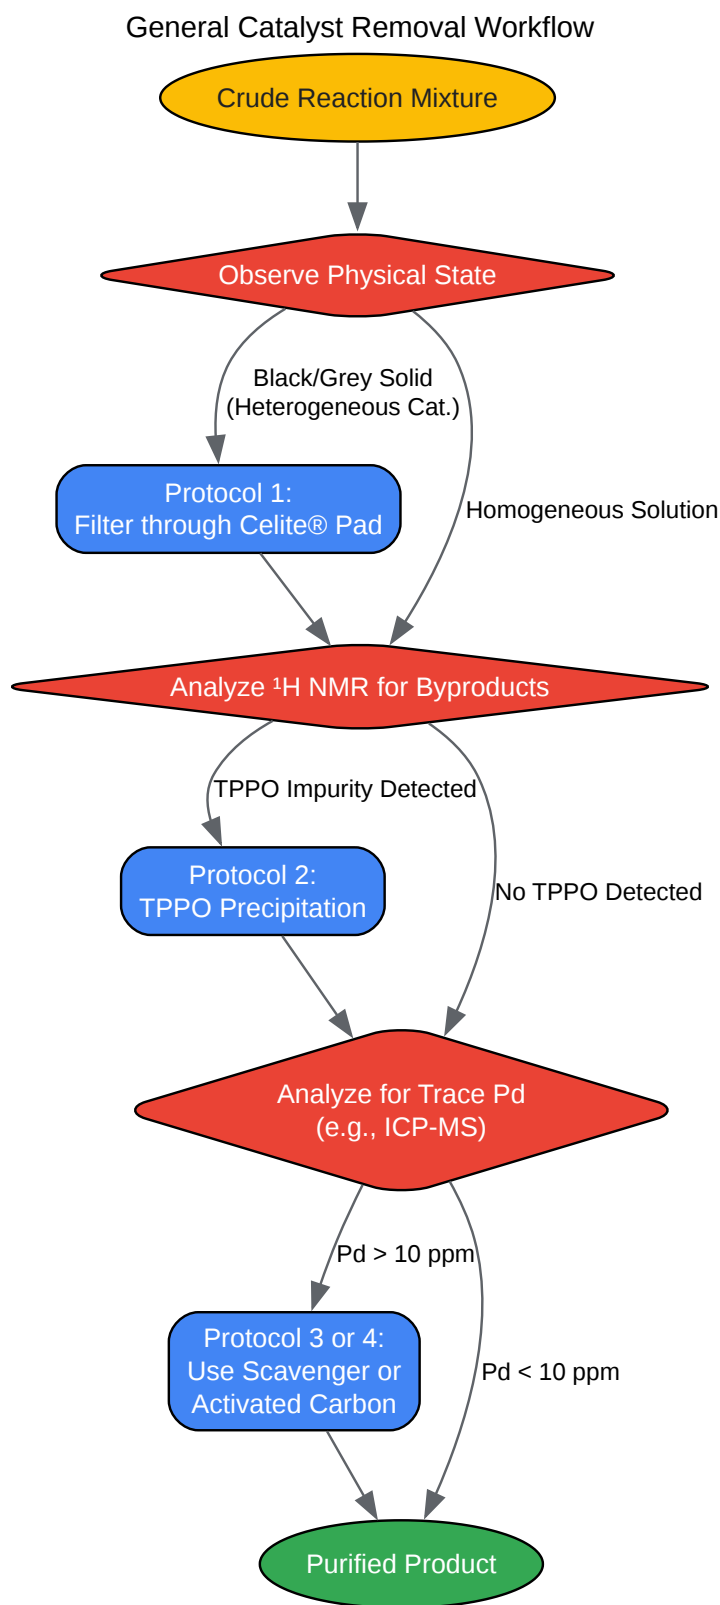 General Catalyst Removal Workflow
Crude Reaction Mixture
Observe Physical State
Black/Grey Solid
(Heterogeneous Cat.)
Protocol 1:
Filter through Celite® Pad
Homogeneous Solution
Analyze ¹H NMR for Byproducts
TPPO Impurity Detected
Protocol 2:
TPPO Precipitation
No TPPO Detected
Analyze for Trace Pd
(e.g., ICP-MS)
Pd > 10 ppm
Protocol 3 or 4:
Use Scavenger or
Activated Carbon
Pd < 10 ppm
Purified Product